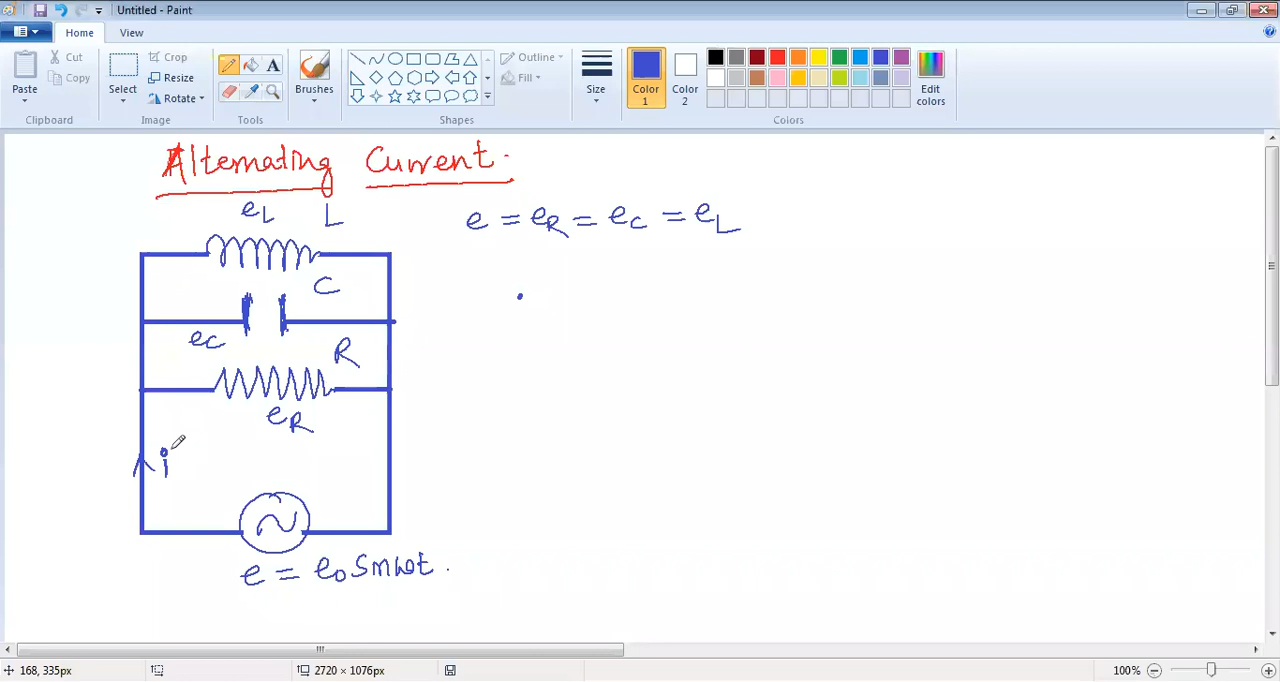 Untitled - Paint
Home View
Paste
Cut
Copy
Clipboard
Select
Crop
Resize
Rotate
Image
A
Tools
Brushes
Outline
Fill
Shapes
Size
Color 1
Color 2
Edit colors
Colors
Alternating Current.
eL L
e = eR = eC = eL
C
eC
R
eR
i
e = e0 Sinωt.
168, 335px
2720 × 1076px
100%